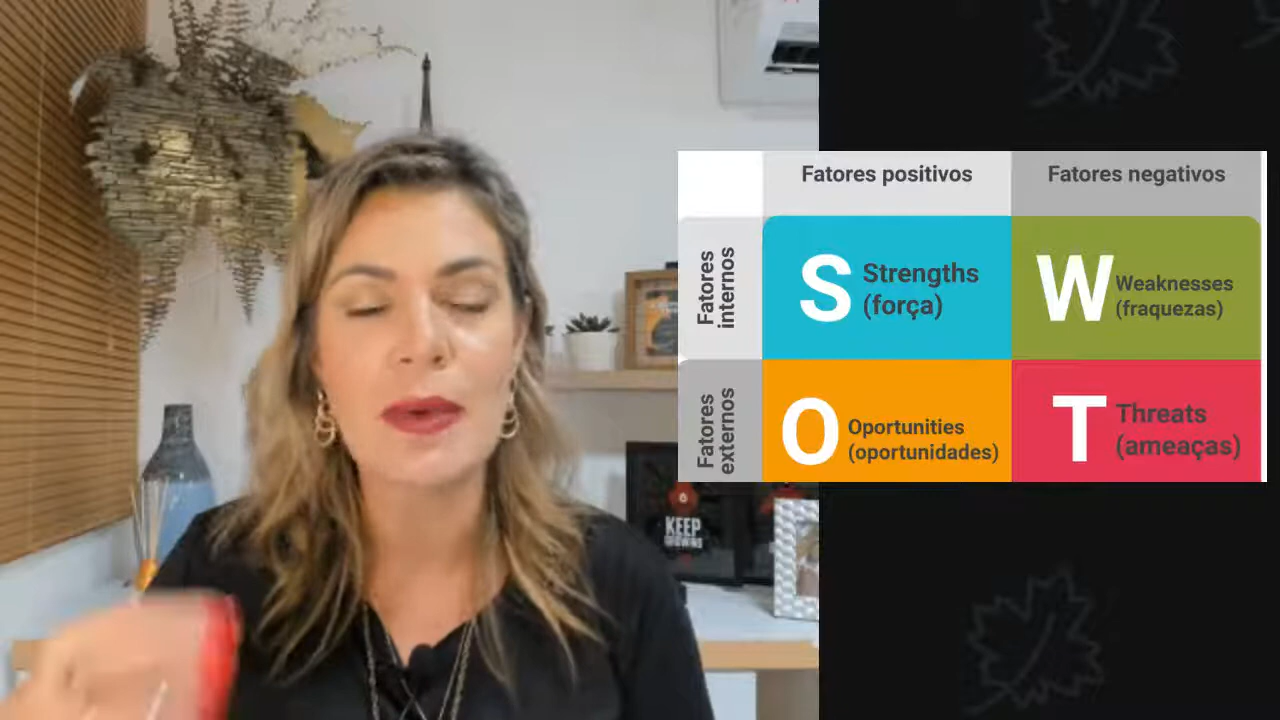 Fatores positivos
Fatores negativos
Fatores
internos
S
Strengths
(força)
W
Weaknesses
(fraquezas)
Fatores
externos
O
Oportunities
(oportunidades)
T
Threats
(ameaças)
KEEP